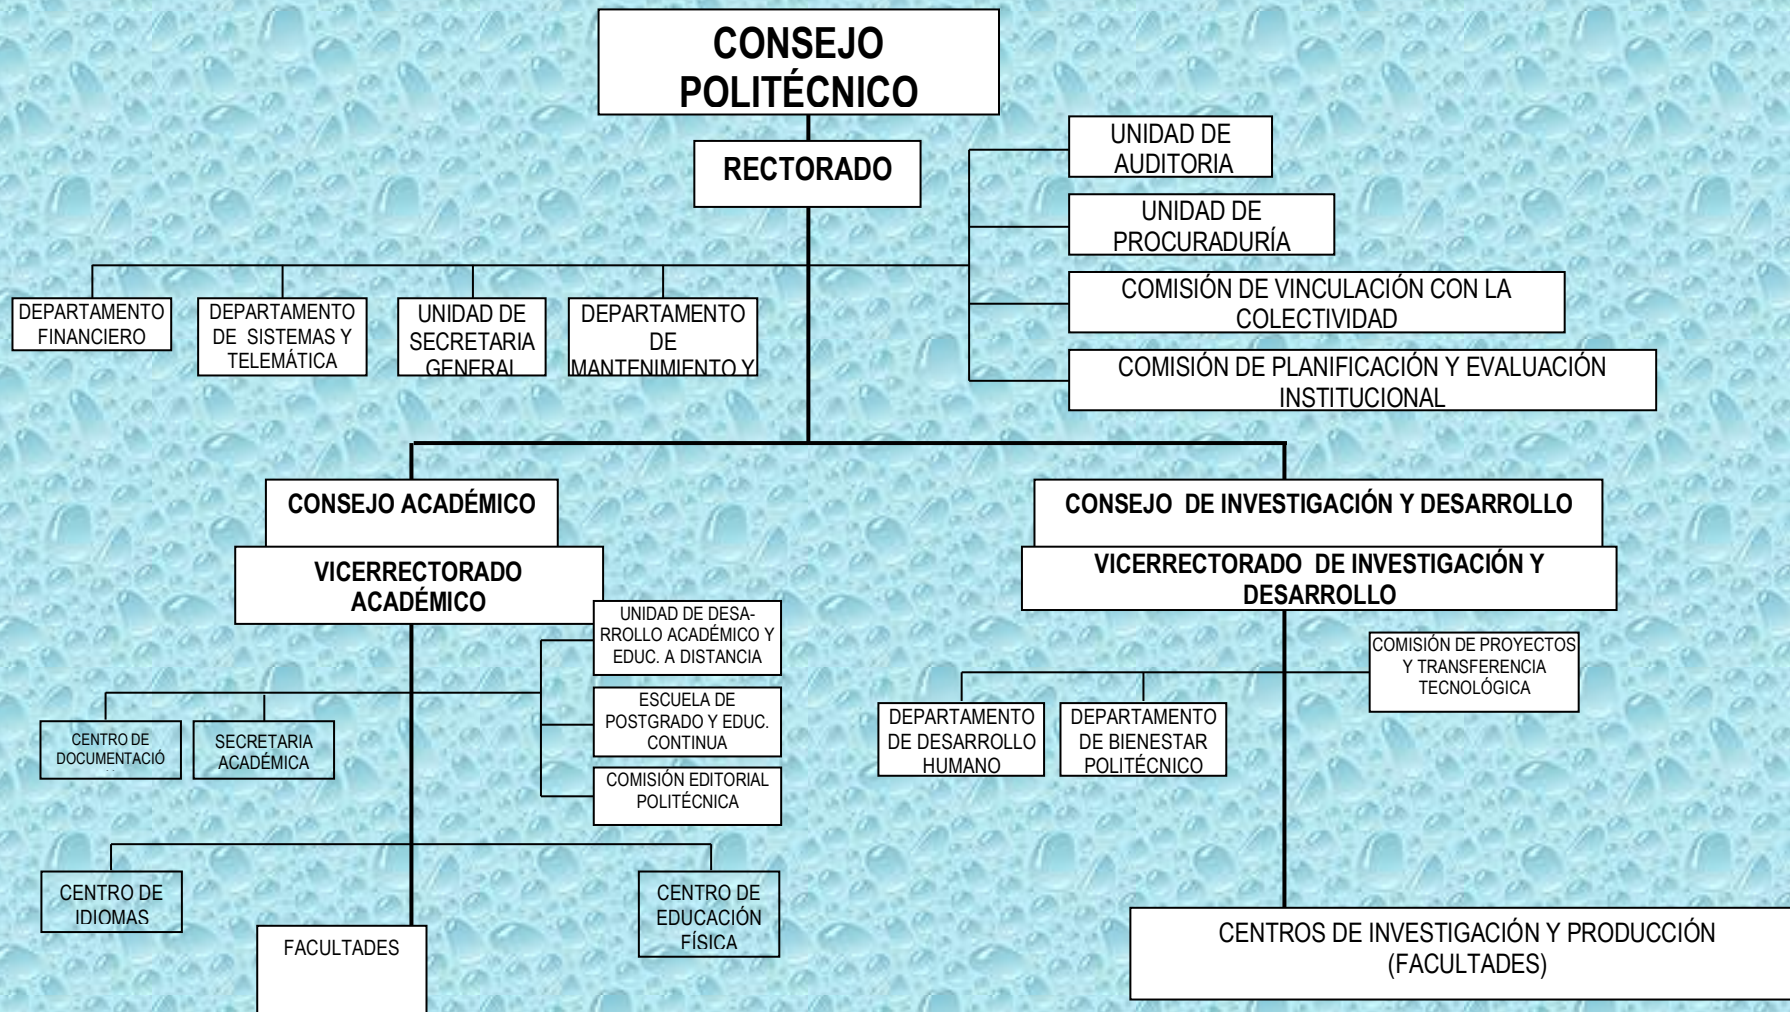 CONSEJO
POLITÉCNICO
RECTORADO
UNIDAD DE
AUDITORIA
UNIDAD DE
PROCURADURÍA
COMISIÓN DE VINCULACIÓN CON LA
COLECTIVIDAD
COMISIÓN DE PLANIFICACIÓN Y EVALUACIÓN
INSTITUCIONAL
DEPARTAMENTO
FINANCIERO
DEPARTAMENTO
DE SISTEMAS Y
TELEMÁTICA
UNIDAD DE
SECRETARIA
GENERAL
DEPARTAMENTO
DE
MANTENIMIENTO Y
CONSEJO ACADÉMICO
VICERRECTORADO
ACADÉMICO
UNIDAD DE DESA-
RROLLO ACADÉMICO Y
EDUC. A DISTANCIA
ESCUELA DE
POSTGRADO Y EDUC.
CONTINUA
COMISIÓN EDITORIAL
POLITÉCNICA
CENTRO DE
DOCUMENTACIÓ
SECRETARIA
ACADÉMICA
CENTRO DE
IDIOMAS
CENTRO DE
EDUCACIÓN
FÍSICA
FACULTADES
CONSEJO DE INVESTIGACIÓN Y DESARROLLO
VICERRECTORADO DE INVESTIGACIÓN Y
DESARROLLO
COMISIÓN DE PROYECTOS
Y TRANSFERENCIA
TECNOLÓGICA
DEPARTAMENTO
DE DESARROLLO
HUMANO
DEPARTAMENTO
DE BIENESTAR
POLITÉCNICO
CENTROS DE INVESTIGACIÓN Y PRODUCCIÓN
(FACULTADES)